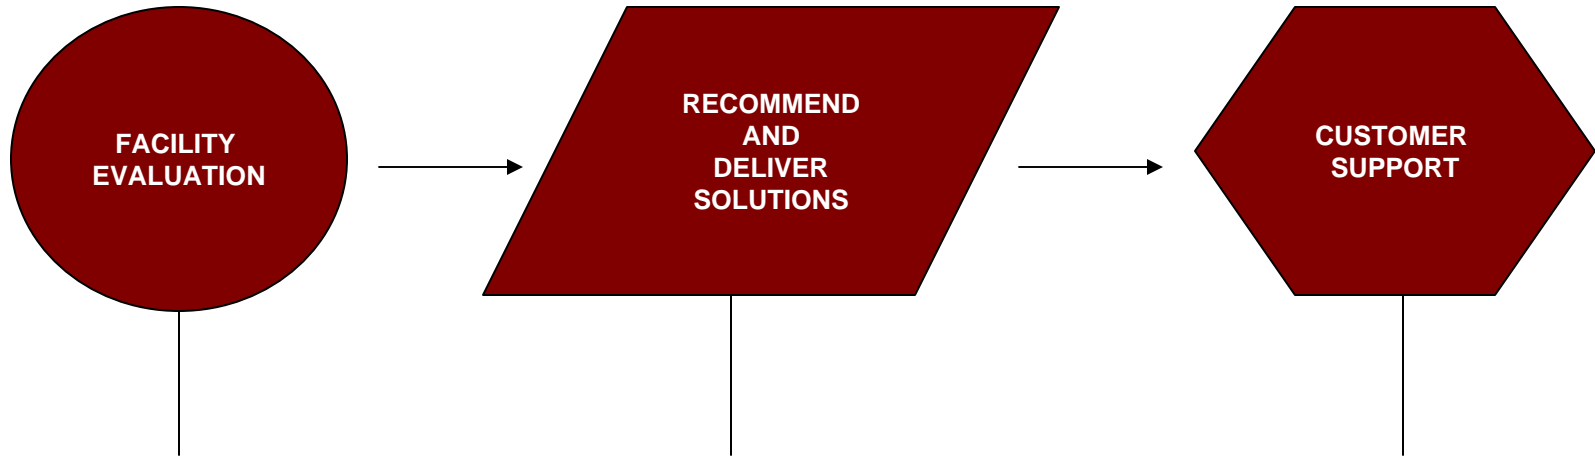 FACILITY
EVALUATION
RECOMMEND
AND
DELIVER
SOLUTIONS
CUSTOMER
SUPPORT